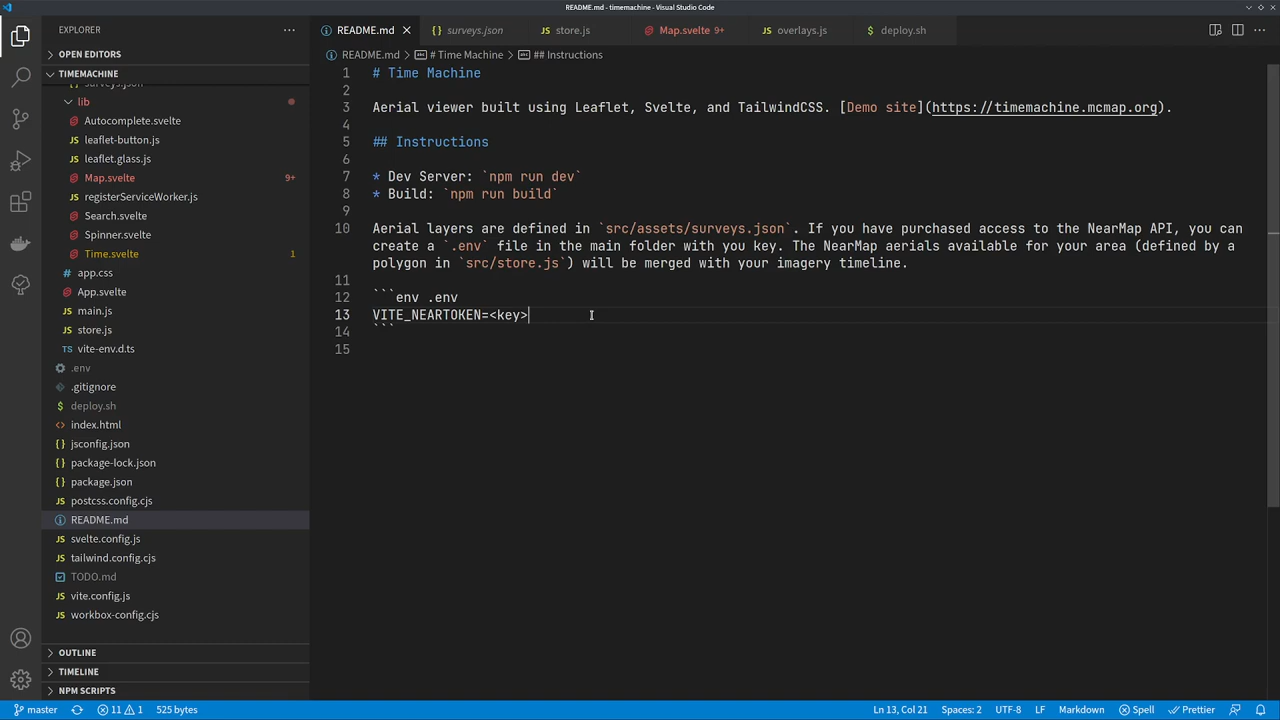 README.md - timemachine - Visual Studio Code
EXPLORER
OPEN EDITORS
TIMEMACHINE
surveys.json
lib
Autocomplete.svelte
leaflet-button.js
leaflet.glass.js
Map.svelte 9+
registerServiceWorker.js
Search.svelte
Spinner.svelte
Time.svelte 1
app.css
App.svelte
main.js
store.js
vite-env.d.ts
.env
.gitignore
deploy.sh
index.html
jsconfig.json
package-lock.json
package.json
postcss.config.cjs
README.md
svelte.config.js
tailwind.config.cjs
TODO.md
vite.config.js
workbox-config.cjs
OUTLINE
TIMELINE
NPM SCRIPTS
README.md surveys.json store.js Map.svelte 9+ overlays.js deploy.sh
README.md > # Time Machine > ## Instructions
1 # Time Machine
2
3 Aerial viewer built using Leaflet, Svelte, and TailwindCSS. [Demo site](https://timemachine.mcmap.org).
4
5 ## Instructions
6
7 * Dev Server: `npm run dev`
8 * Build: `npm run build`
9
10 Aerial layers are defined in `src/assets/surveys.json`. If you have purchased access to the NearMap API, you can
create a `.env` file in the main folder with you key. The NearMap aerials available for your area (defined by a
polygon in `src/store.js`) will be merged with your imagery timeline.
11
12 ```env .env
13 VITE_NEARTOKEN=<key>
14 ```
15
master 11 1 525 bytes Ln 13, Col 21 Spaces: 2 UTF-8 LF Markdown Spell Prettier